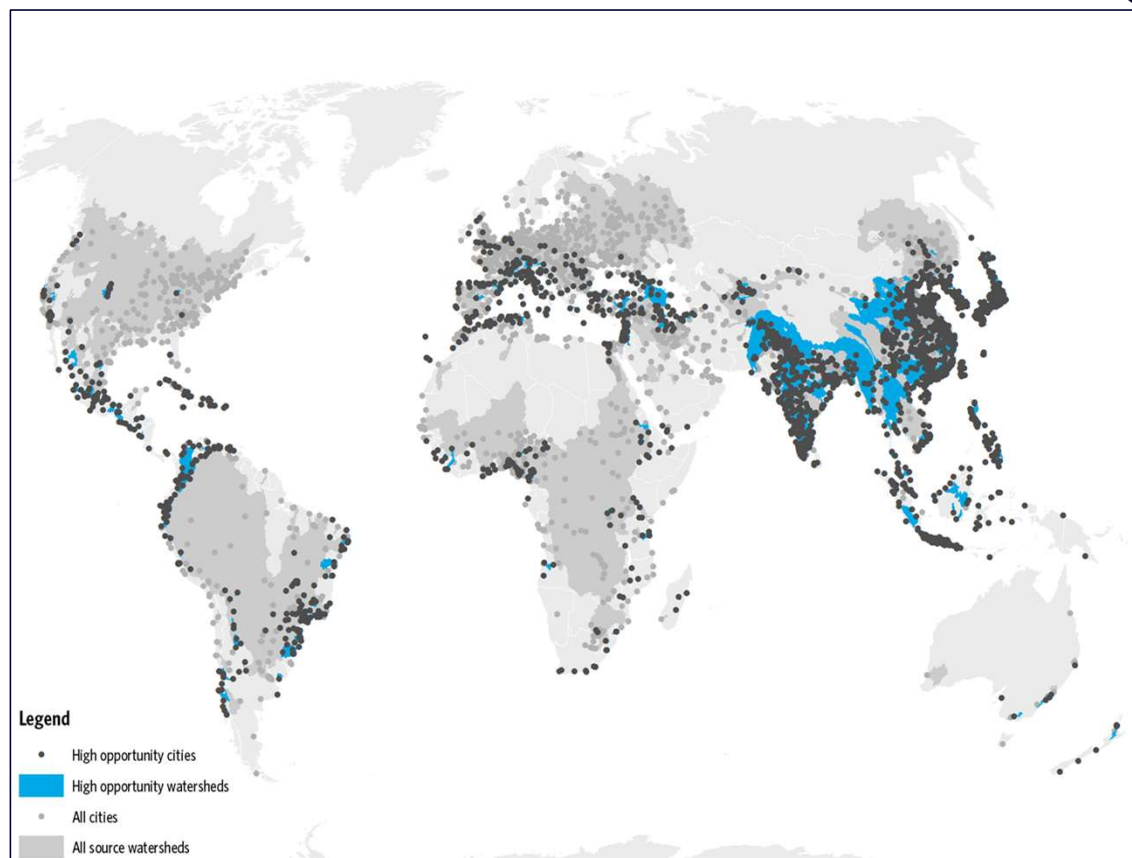 Legend
High opportunity cities
High opportunity watersheds
All cities
All source watersheds